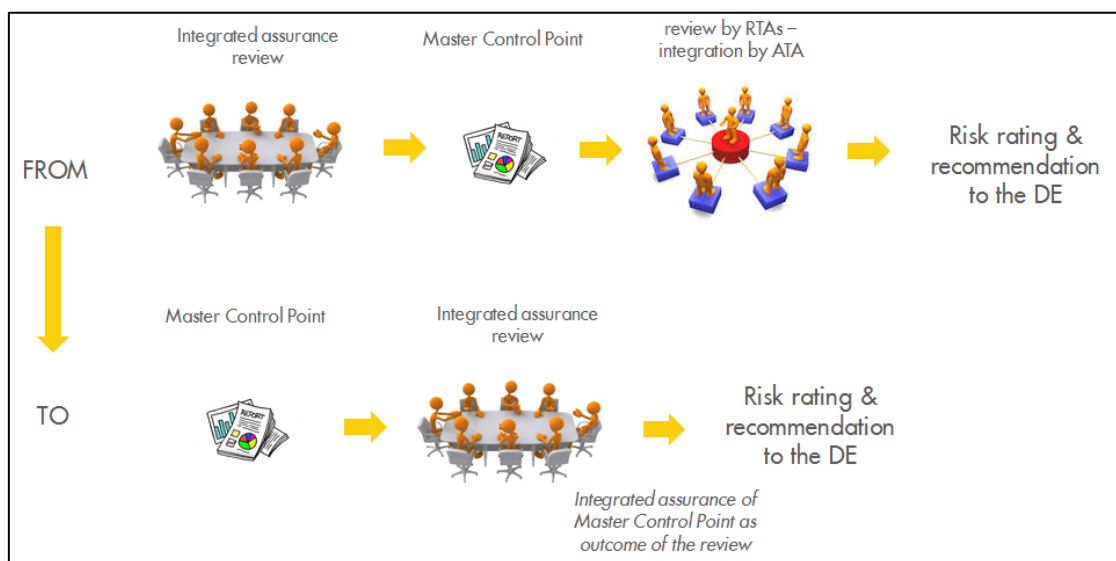 Integrated assurance
review
Master Control Point
review by RTAs –
integration by ATA
FROM
REPORT
Risk rating &
recommendation
to the DE
Master Control Point
Integrated assurance
review
TO
REPORT
Risk rating &
recommendation
to the DE
Integrated assurance of
Master Control Point as
outcome of the review